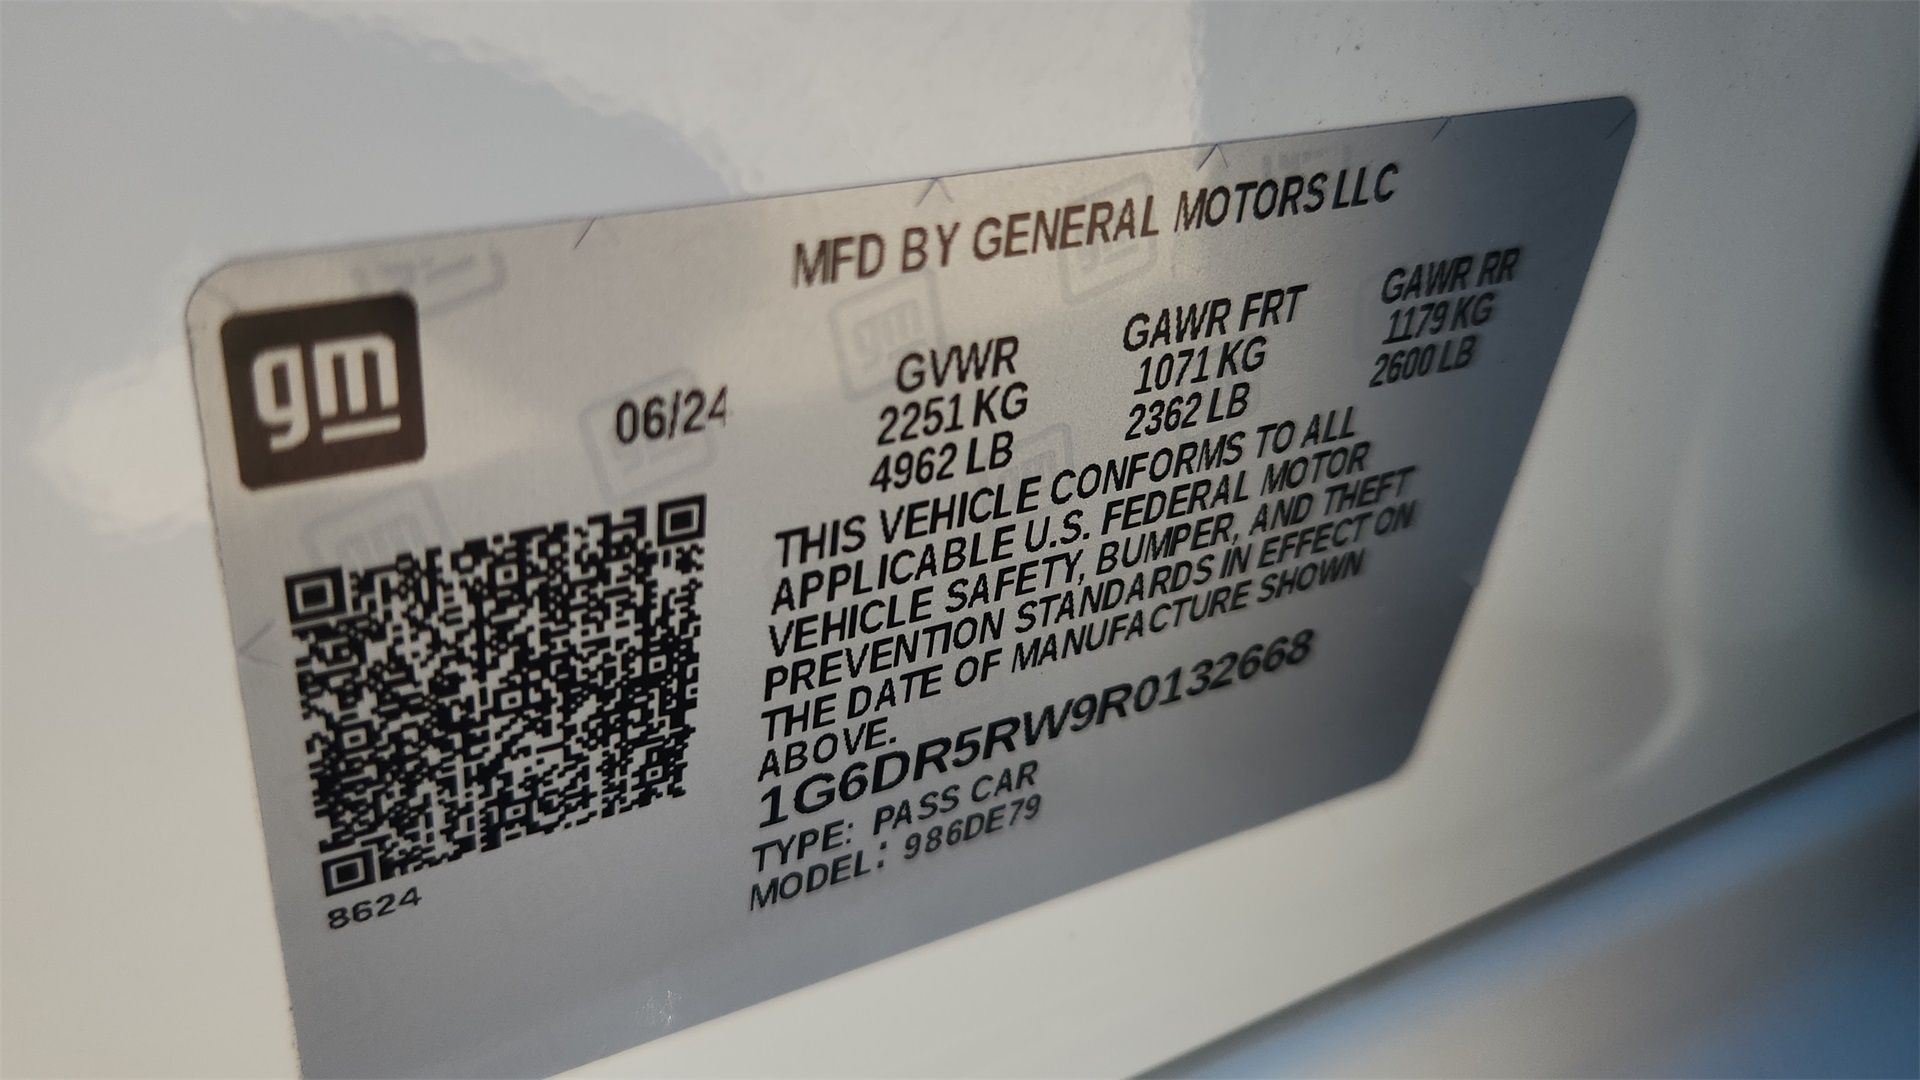 MFD BY GENERAL MOTORS LLC
gm
06/24
GVWR
2251 KG
4962 LB
GAWR FRT
1071 KG
2362 LB
GAWR RR
1179 KG
2600 LB
THIS VEHICLE CONFORMS TO ALL
APPLICABLE U.S. FEDERAL MOTOR
VEHICLE SAFETY, BUMPER, AND THEFT
PREVENTION STANDARDS IN EFFECT ON
THE DATE OF MANUFACTURE SHOWN
ABOVE.
1G6DR5RW9R0132668
TYPE: PASS CAR
MODEL: 986DE79
8624